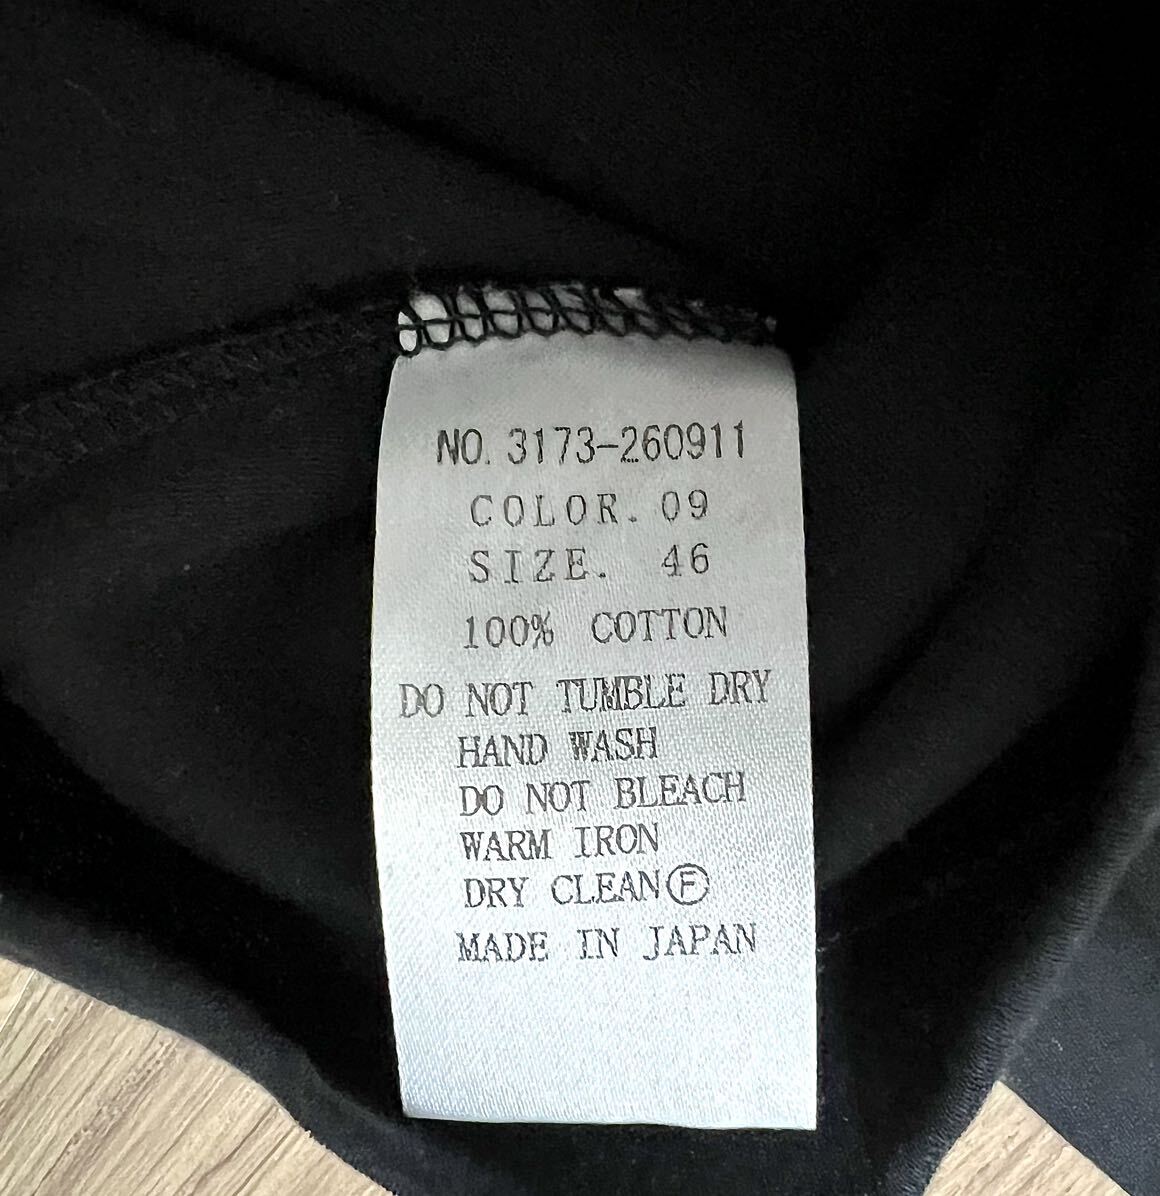 NO. 3173-260911
COLOR. 09
SIZE. 46
100% COTTON
DO NOT TUMBLE DRY
HAND WASH
DO NOT BLEACH
WARM IRON
DRY CLEAN Ⓕ
MADE IN JAPAN